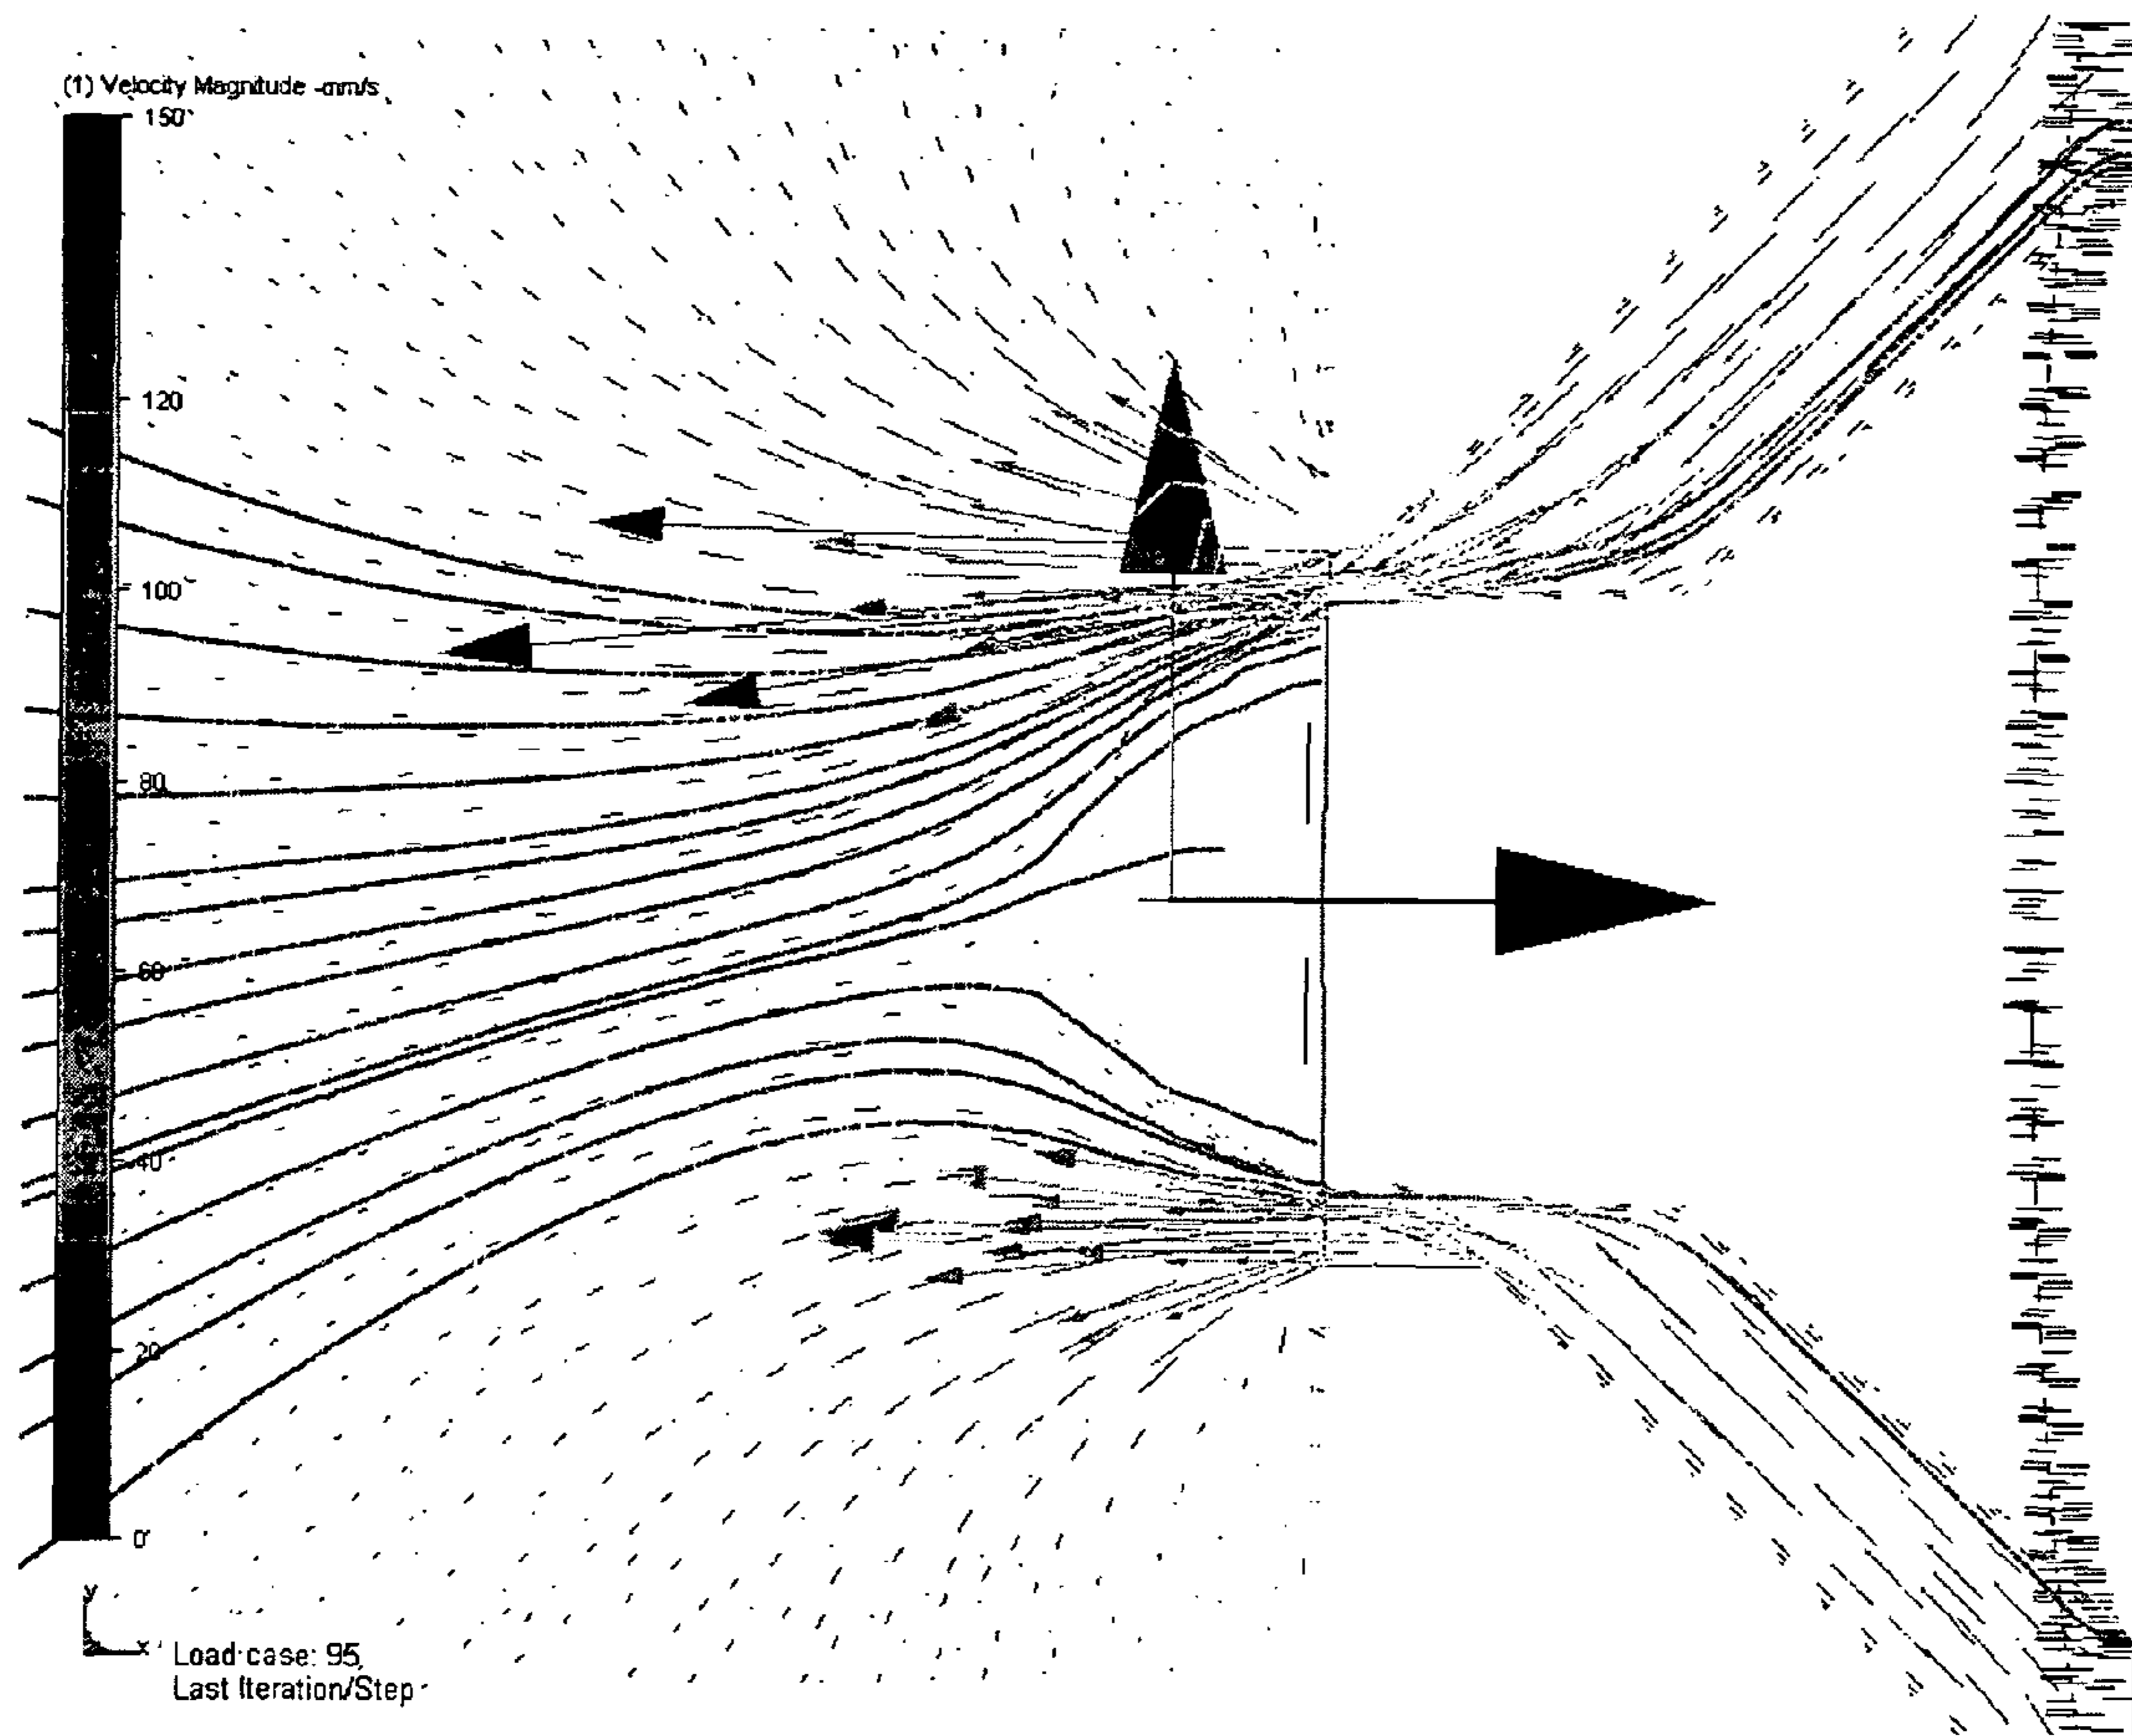 (1) Velocity Magnitude -mm/s
150
120
100
80
60
40
20
0
y
x
Load case: 95
Last Iteration/Step